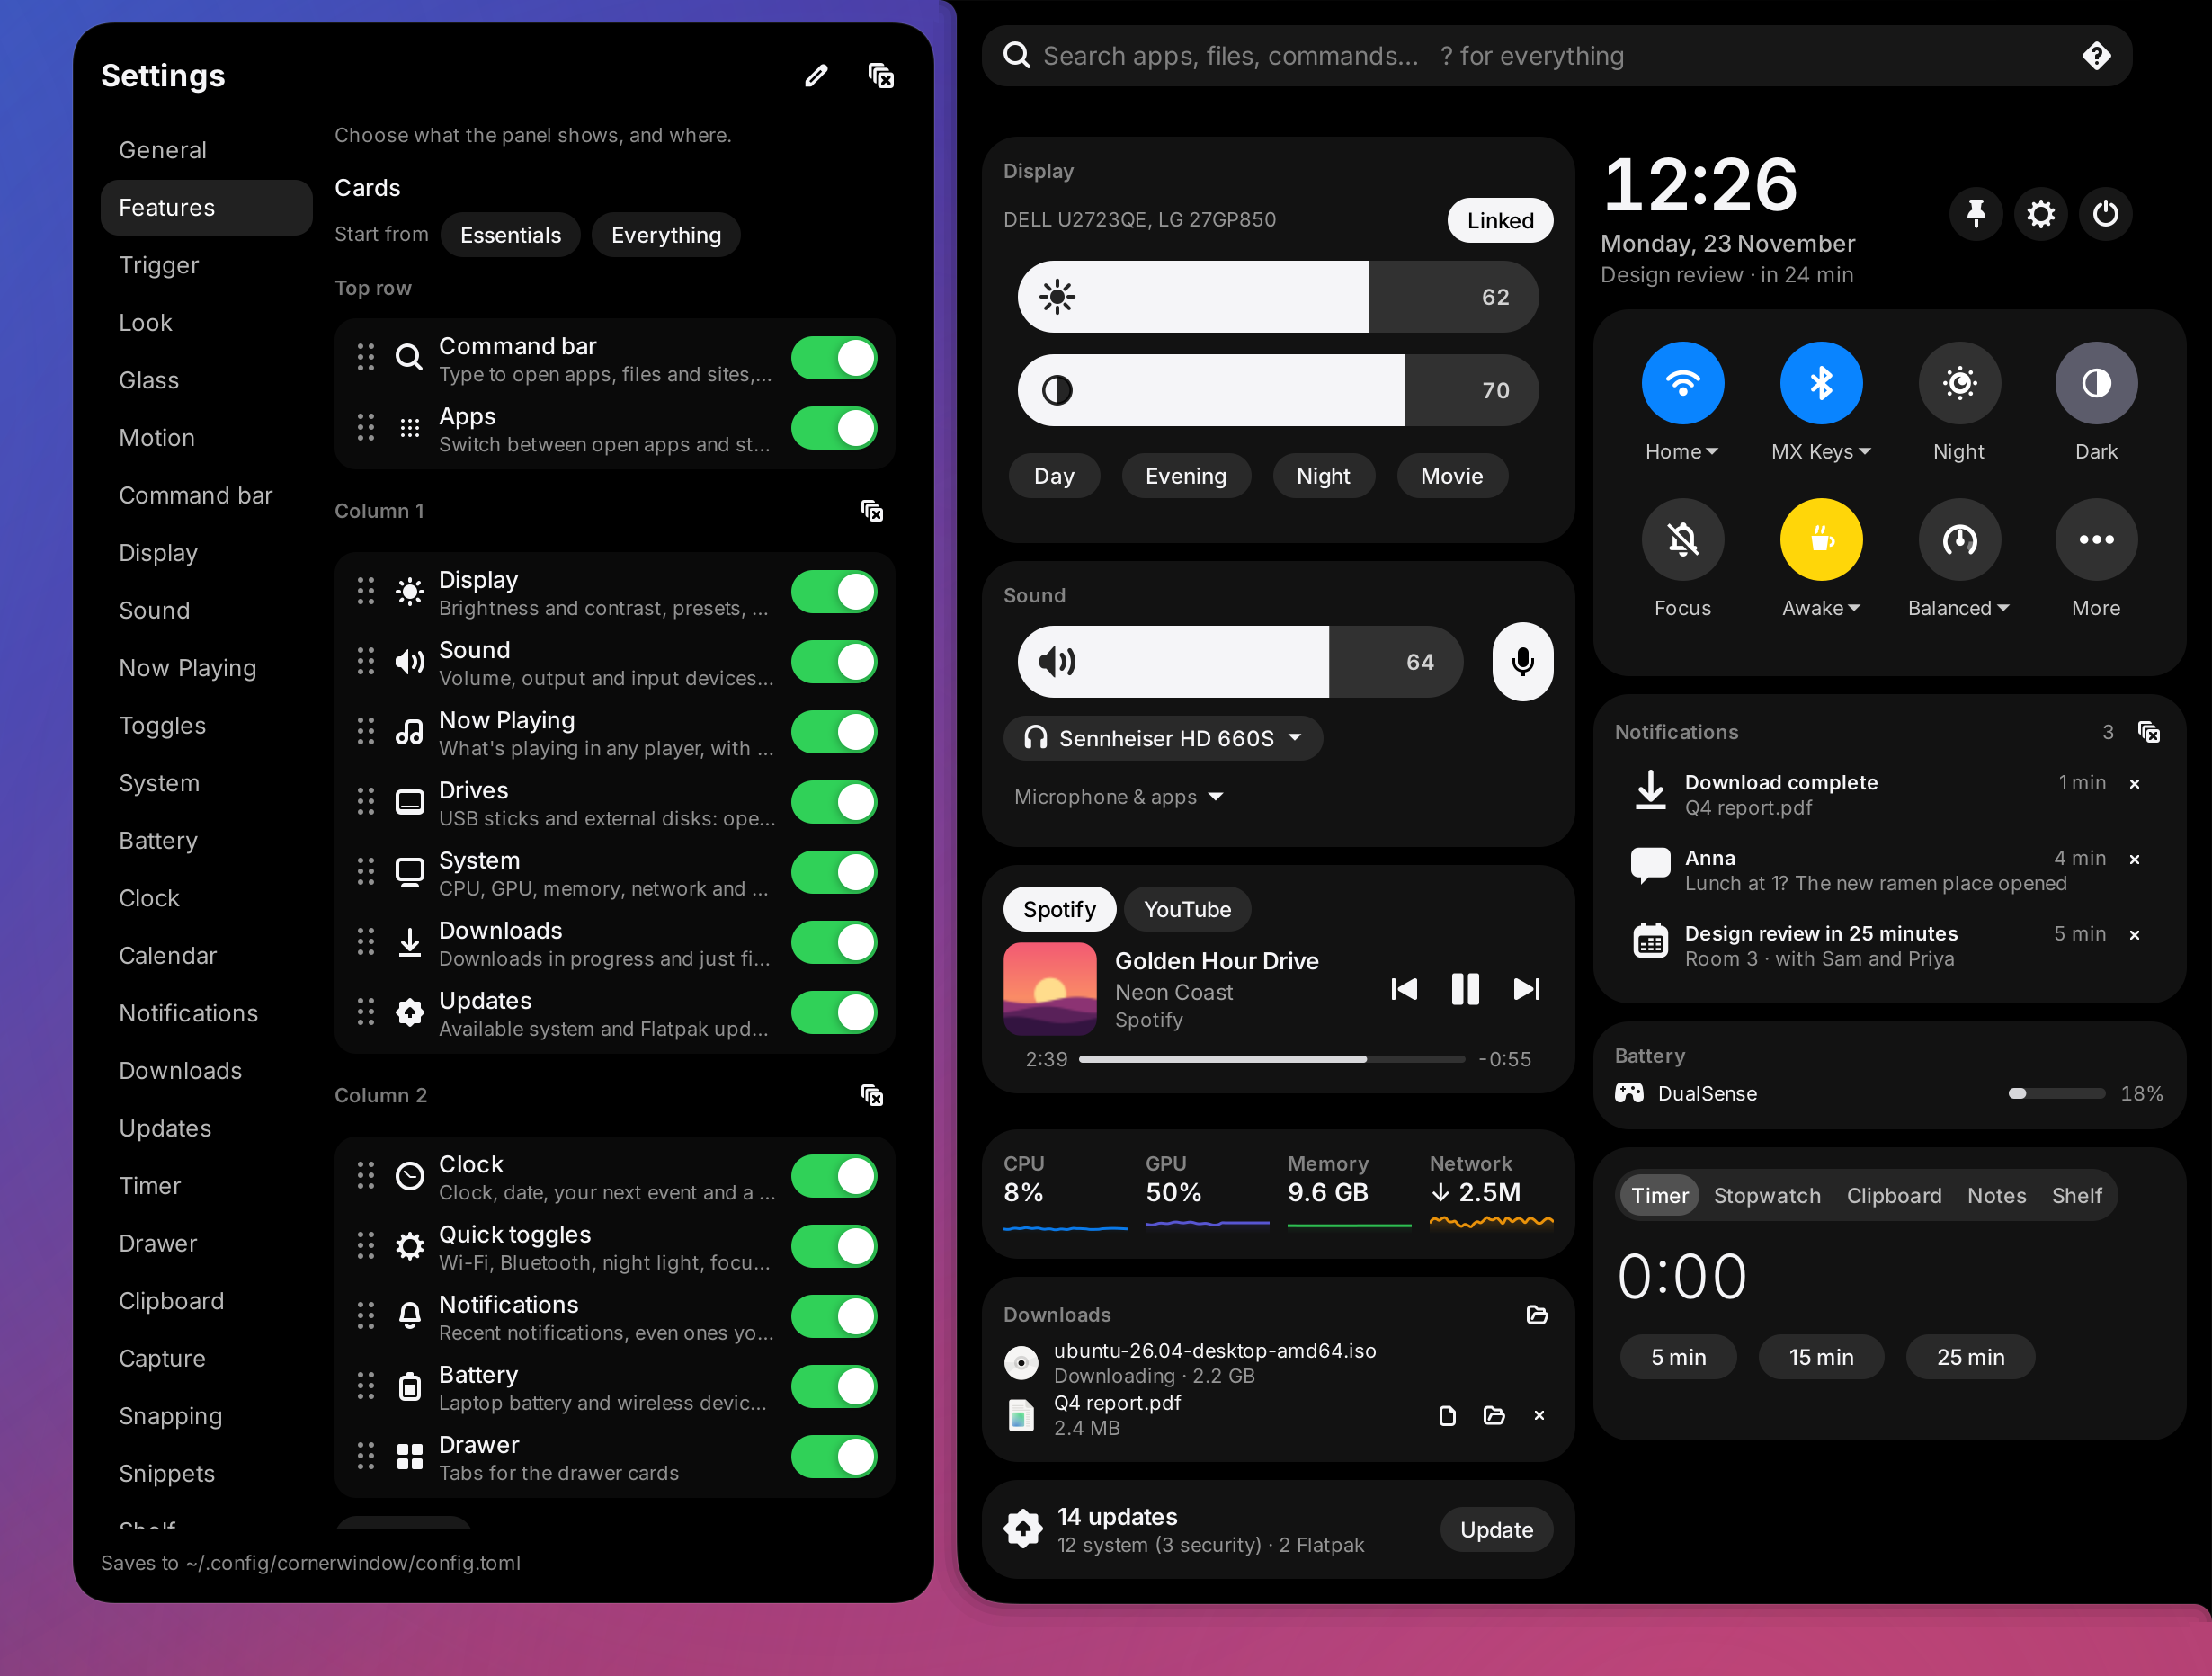 Settings
General
Features
Trigger
Look
Glass
Motion
Command bar
Display
Sound
Now Playing
Toggles
System
Battery
Clock
Calendar
Notifications
Downloads
Updates
Timer
Drawer
Clipboard
Capture
Snapping
Snippets
Shelf
Choose what the panel shows, and where.
Cards
Start from Essentials Everything
Top row
Command bar
Type to open apps, files and sites,...
Apps
Switch between open apps and st...
Column 1
Display
Brightness and contrast, presets, ...
Sound
Volume, output and input devices...
Now Playing
What's playing in any player, with ...
Drives
USB sticks and external disks: ope...
System
CPU, GPU, memory, network and ...
Downloads
Downloads in progress and just fi...
Updates
Available system and Flatpak upd...
Column 2
Clock
Clock, date, your next event and a ...
Quick toggles
Wi-Fi, Bluetooth, night light, focu...
Notifications
Recent notifications, even ones yo...
Battery
Laptop battery and wireless devic...
Drawer
Tabs for the drawer cards
Saves to ~/.config/cornerwindow/config.toml
Search apps, files, commands... ? for everything
Display
DELL U2723QE, LG 27GP850 Linked
62
70
Day Evening Night Movie
Sound
64
Sennheiser HD 660S
Microphone & apps
Spotify YouTube
Golden Hour Drive
Neon Coast
Spotify
2:39 -0:55
CPU GPU Memory Network
8% 50% 9.6 GB ↓ 2.5M
Downloads
ubuntu-26.04-desktop-amd64.iso
Downloading · 2.2 GB
Q4 report.pdf
2.4 MB
14 updates
12 system (3 security) · 2 Flatpak
Update
12:26
Monday, 23 November
Design review · in 24 min
Home MX Keys Night Dark
Focus Awake Balanced More
Notifications 3
Download complete 1 min
Q4 report.pdf
Anna 4 min
Lunch at 1? The new ramen place opened
Design review in 25 minutes 5 min
Room 3 · with Sam and Priya
Battery
DualSense 18%
Timer Stopwatch Clipboard Notes Shelf
0:00
5 min 15 min 25 min